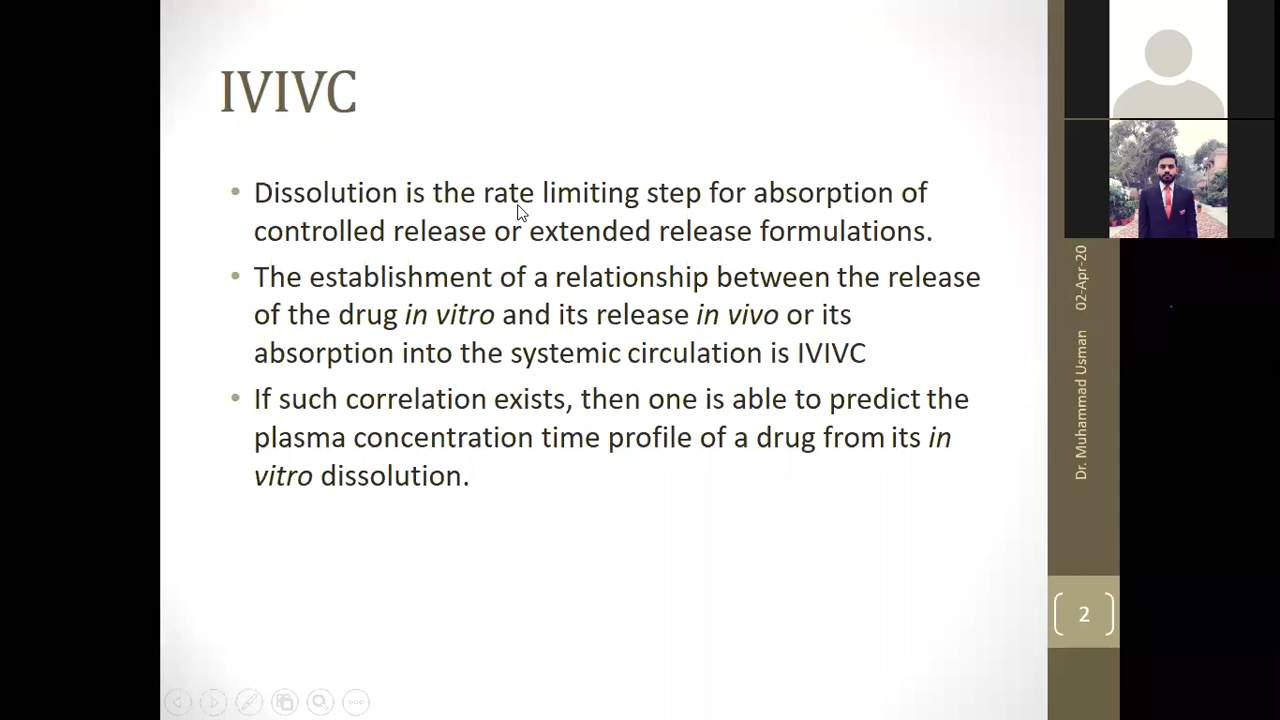 IVIVC
• Dissolution is the rate limiting step for absorption of
controlled release or extended release formulations.
• The establishment of a relationship between the release
of the drug in vitro and its release in vivo or its
absorption into the systemic circulation is IVIVC
• If such correlation exists, then one is able to predict the
plasma concentration time profile of a drug from its in
vitro dissolution.
Dr. Muhammad Usman 02-Apr-20
2